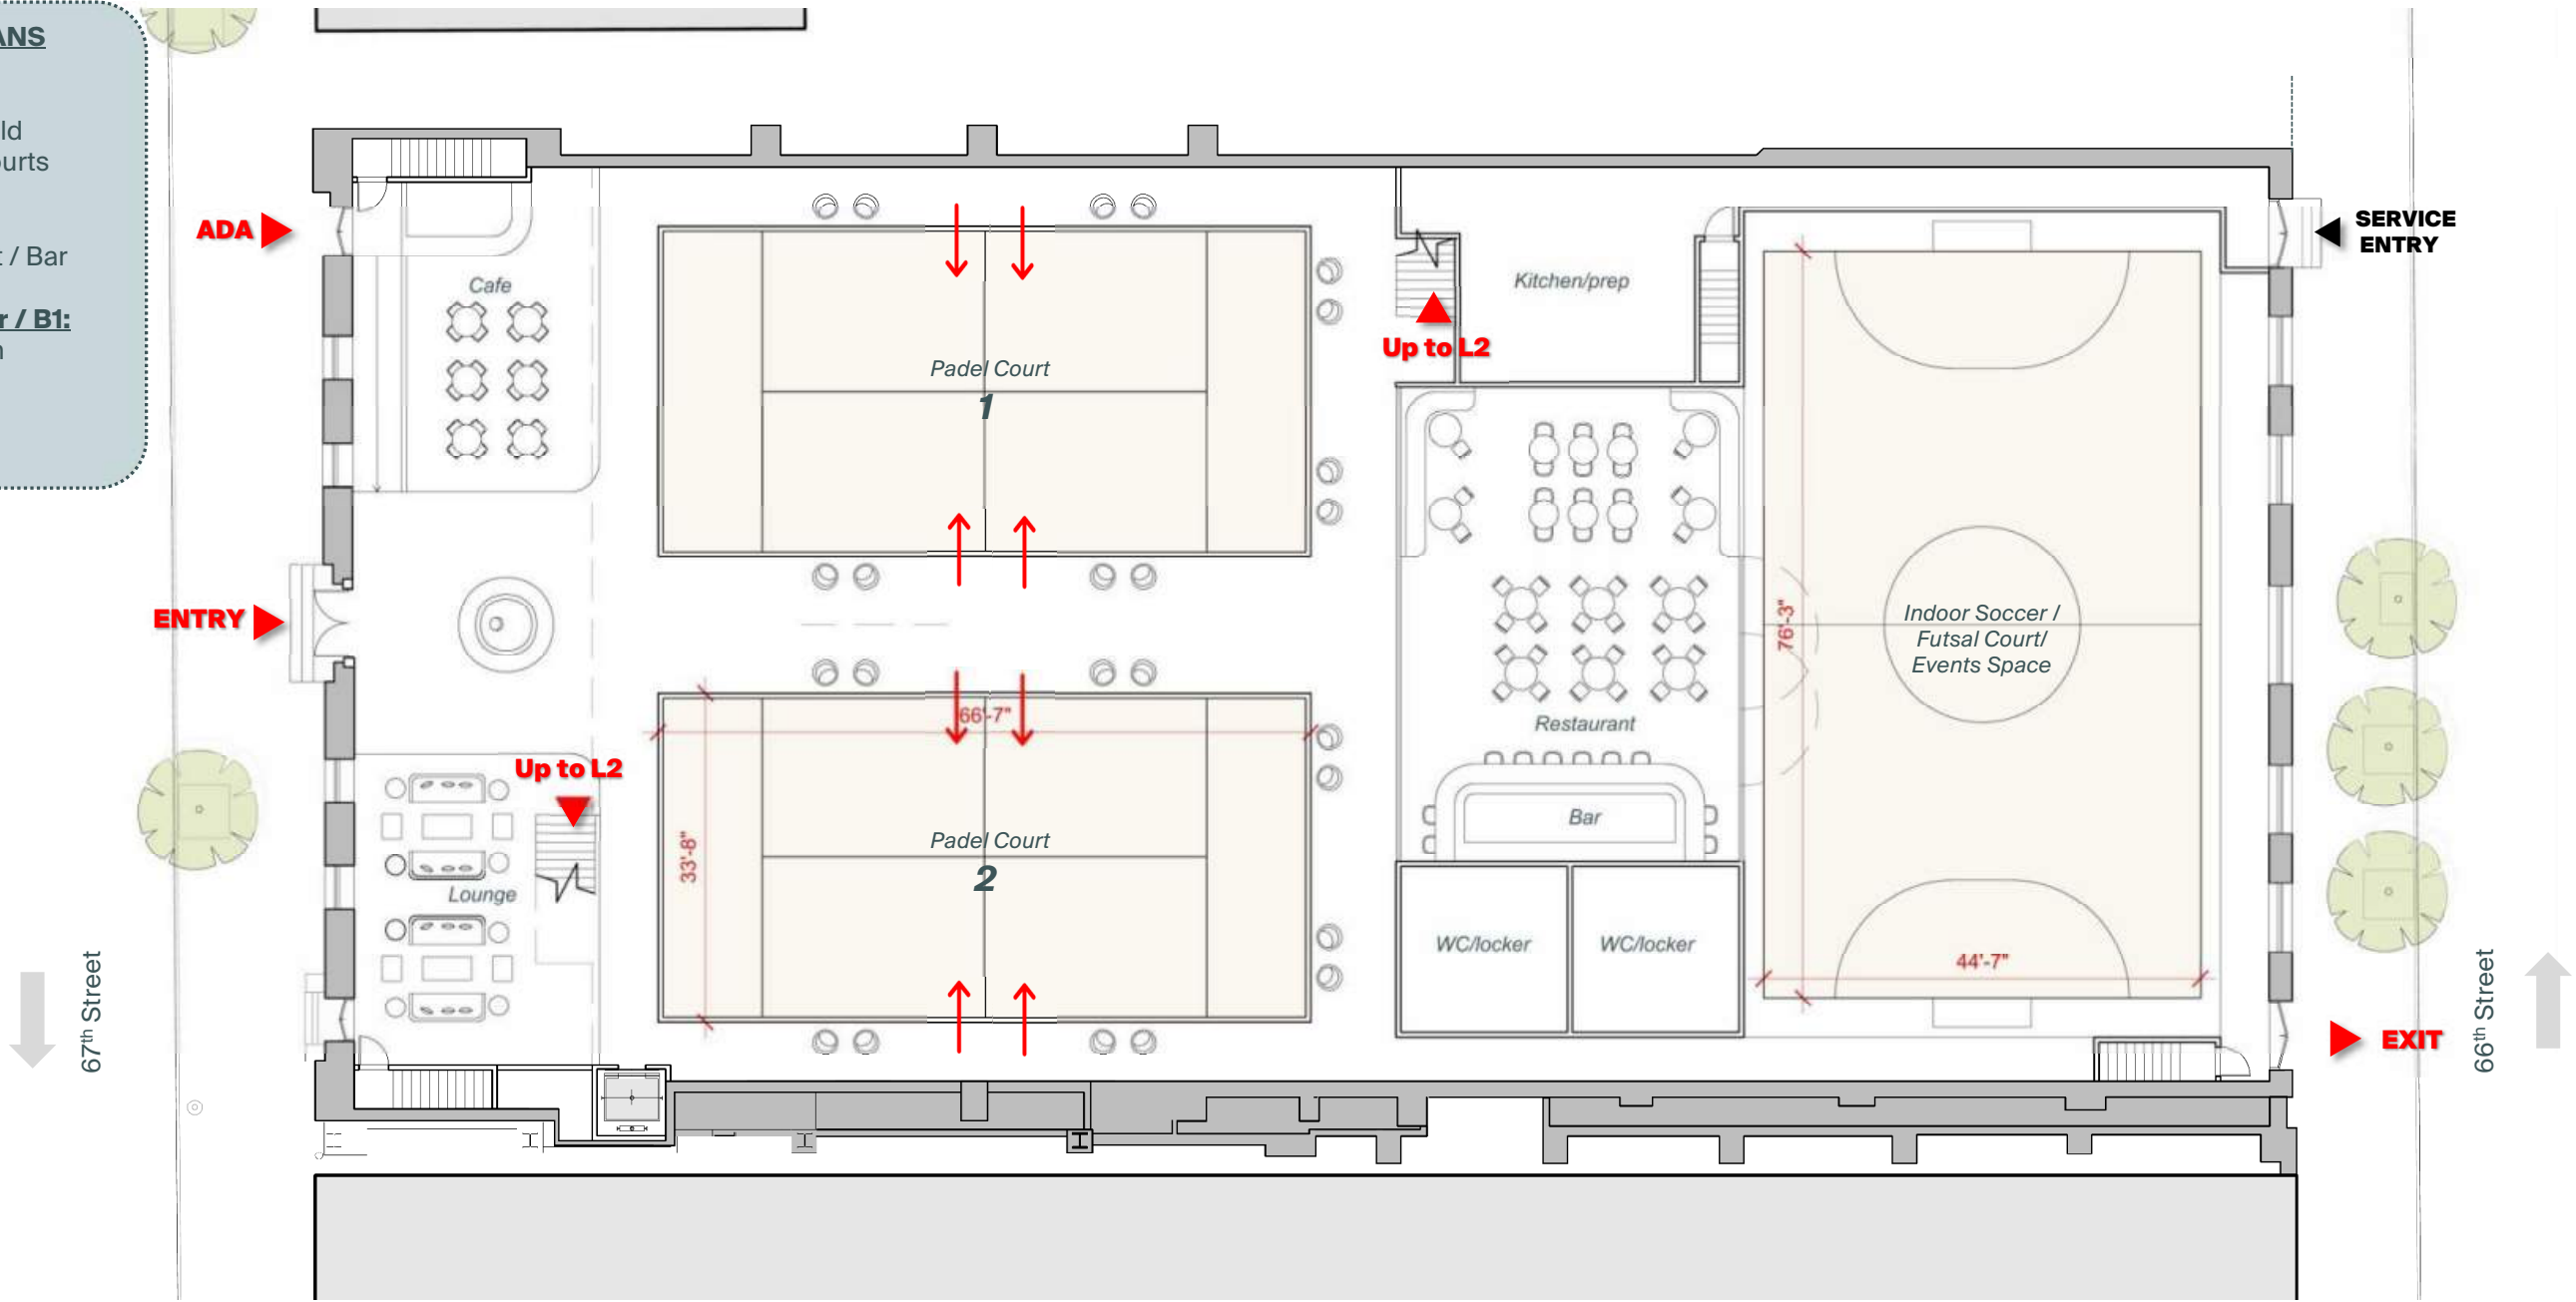 ANS
ld
ourts
t / Bar
r / B1:
n
ADA
Cafe
SERVICE
ENTRY
Kitchen/prep
Up to L2
Padel Court
1
ENTRY
Indoor Soccer /
Futsal Court/
Events Space
76'-3"
66'-7"
Restaurant
Up to L2
Bar
Padel Court
2
33'-8"
Lounge
WC/locker
WC/locker
44'-7"
67th Street
66th Street
EXIT